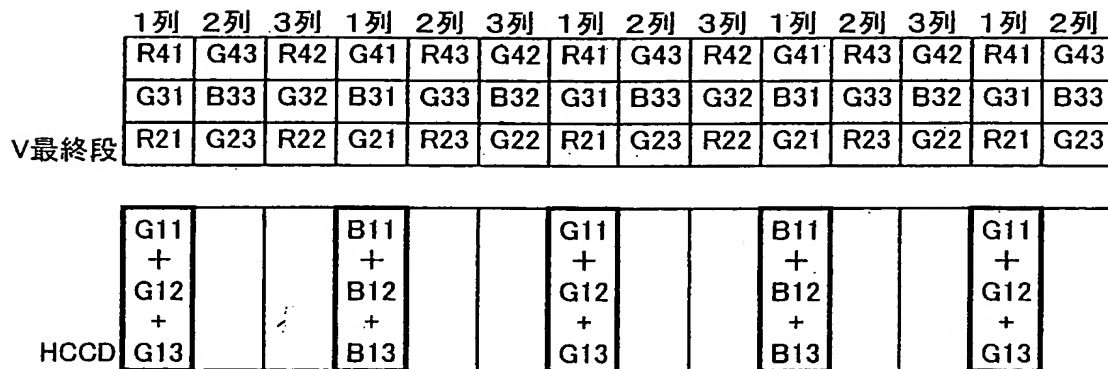 1列 2列 3列 1列 2列 3列 1列 2列 3列 1列 2列 3列 1列 2列
R41 G43 R42 G41 R43 G42 R41 G43 R42 G41 R43 G42 R41 G43
G31 B33 G32 B31 G33 B32 G31 B33 G32 B31 G33 B32 G31 B33
V最終段 R21 G23 R22 G21 R23 G22 R21 G23 R22 G21 R23 G22 R21 G23
G11 B11 G11 B11 G11
+ + + + +
G12 B12 G12 B12 G12
+ + + + +
HCCD G13 B13 G13 B13 G13